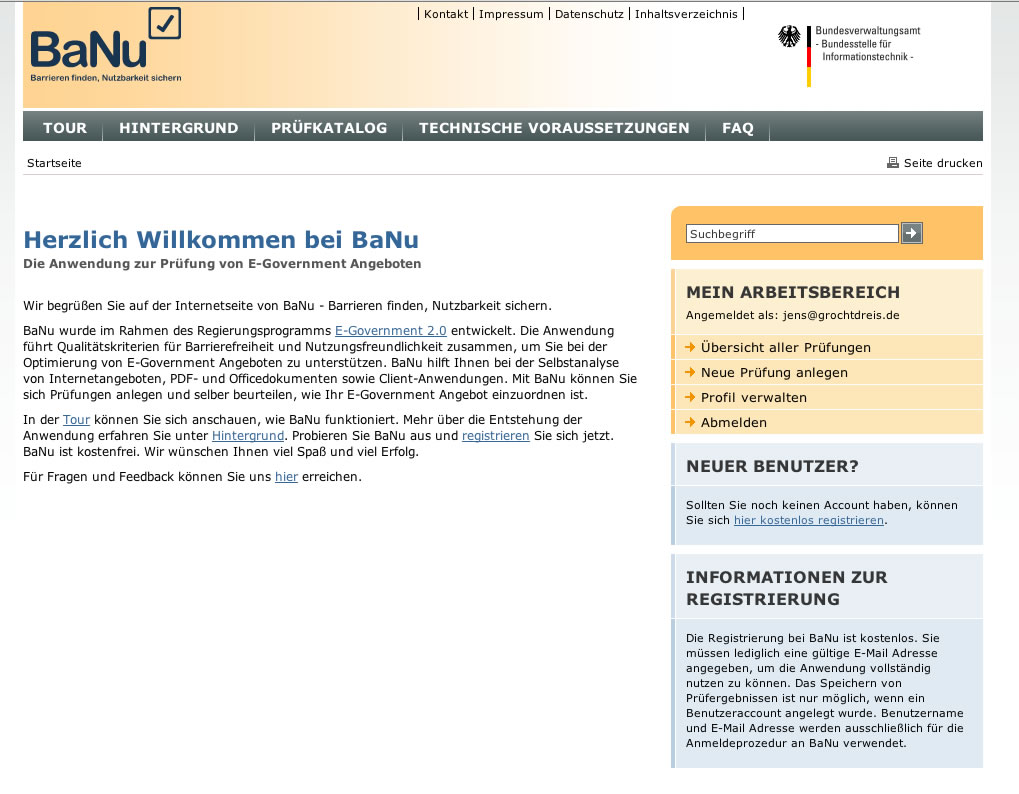 Kontakt | Impressum | Datenschutz | Inhaltsverzeichnis
BaNu
Barrieren finden, Nutzbarkeit sichern
Bundesverwaltungsamt
- Bundesstelle für
Informationstechnik -
TOUR HINTERGRUND PRÜFKATALOG TECHNISCHE VORAUSSETZUNGEN FAQ
Startseite
Seite drucken
Herzlich Willkommen bei BaNu
Die Anwendung zur Prüfung von E-Government Angeboten
Wir begrüßen Sie auf der Internetseite von BaNu - Barrieren finden, Nutzbarkeit sichern.
BaNu wurde im Rahmen des Regierungsprogramms E-Government 2.0 entwickelt. Die Anwendung
führt Qualitätskriterien für Barrierefreiheit und Nutzungsfreundlichkeit zusammen, um Sie bei der
Optimierung von E-Government Angeboten zu unterstützen. BaNu hilft Ihnen bei der Selbstanalyse
von Internetangeboten, PDF- und Officedokumenten sowie Client-Anwendungen. Mit BaNu können Sie
sich Prüfungen anlegen und selber beurteilen, wie Ihr E-Government Angebot einzuordnen ist.
In der Tour können Sie sich anschauen, wie BaNu funktioniert. Mehr über die Entstehung der
Anwendung erfahren Sie unter Hintergrund. Probieren Sie BaNu aus und registrieren Sie sich jetzt.
BaNu ist kostenfrei. Wir wünschen Ihnen viel Spaß und viel Erfolg.
Für Fragen und Feedback können Sie uns hier erreichen.
Suchbegriff
MEIN ARBEITSBEREICH
Angemeldet als: jens@grochtdreis.de
Übersicht aller Prüfungen
Neue Prüfung anlegen
Profil verwalten
Abmelden
NEUER BENUTZER?
Sollten Sie noch keinen Account haben, können
Sie sich hier kostenlos registrieren.
INFORMATIONEN ZUR
REGISTRIERUNG
Die Registrierung bei BaNu ist kostenlos. Sie
müssen lediglich eine gültige E-Mail Adresse
angegeben, um die Anwendung vollständig
nutzen zu können. Das Speichern von
Prüfergebnissen ist nur möglich, wenn ein
Benutzeraccount angelegt wurde. Benutzername
und E-Mail Adresse werden ausschließlich für die
Anmeldeprozedur an BaNu verwendet.